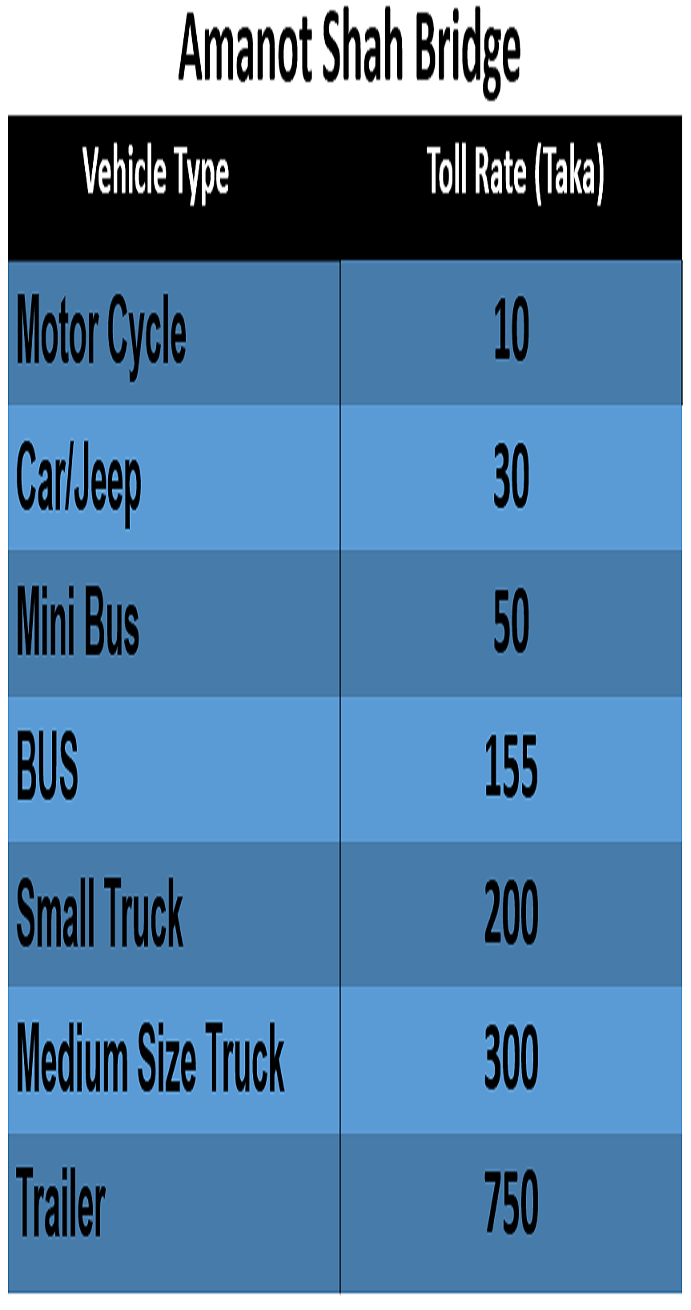 Amanot Shah Bridge
Vehicle Type Toll Rate (Taka)
Motor Cycle 10
Car/Jeep 30
Mini Bus 50
BUS 155
Small Truck 200
Medium Size Truck 300
Trailer 750